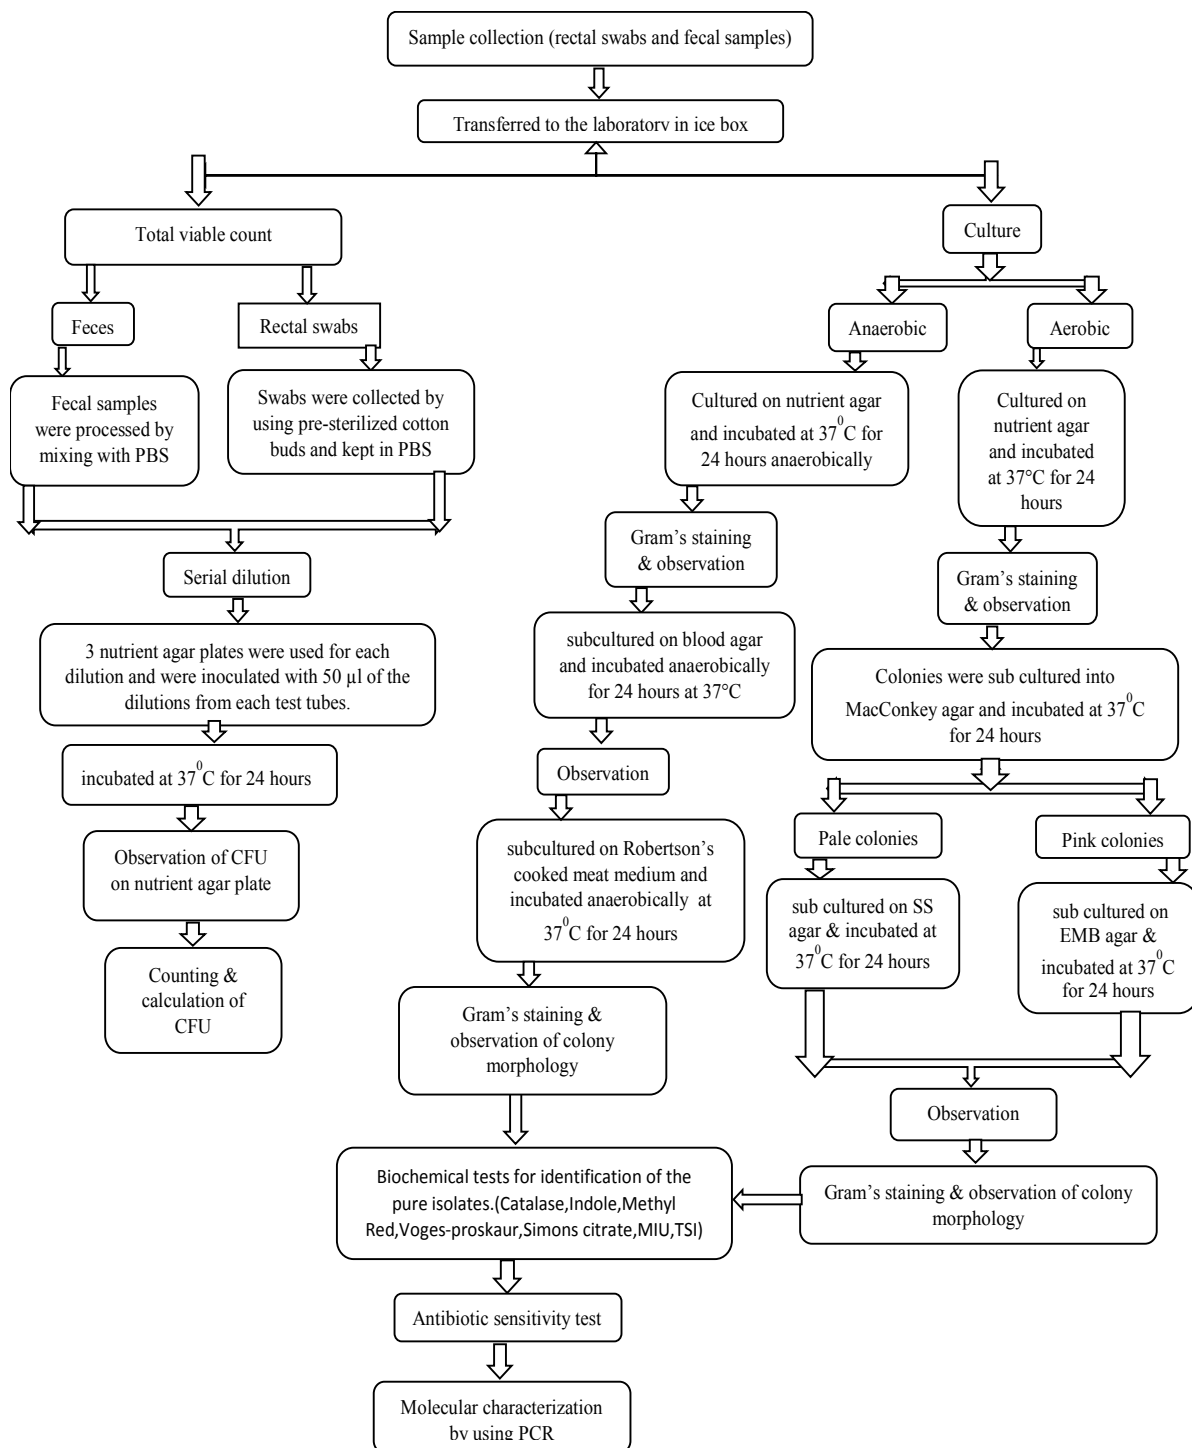 Sample collection (rectal swabs and fecal samples)
Transferred to the laboratory in ice box
Total viable count
Culture
Feces
Rectal swabs
Anaerobic
Aerobic
Fecal samples
were processed by
mixing with PBS
Swabs were collected by
using pre-sterilized cotton
buds and kept in PBS
Cultured on nutrient agar
and incubated at 37⁰C for
24 hours anaerobically
Cultured on
nutrient agar
and incubated
at 37°C for 24
hours
Serial dilution
Gram’s staining
& observation
Gram’s staining
& observation
3 nutrient agar plates were used for each
dilution and were inoculated with 50 µl of the
dilutions from each test tubes.
subcultured on blood agar
and incubated anaerobically
for 24 hours at 37°C
Colonies were sub cultured into
MacConkey agar and incubated at 37⁰C
for 24 hours
incubated at 37⁰C for 24 hours
Observation
Observation of CFU
on nutrient agar plate
subcultured on Robertson’s
cooked meat medium and
incubated anaerobically at
37⁰C for 24 hours
Pale colonies
Pink colonies
sub cultured on SS
agar & incubated at
37⁰C for 24 hours
sub cultured on
EMB agar &
incubated at 37⁰C
for 24 hours
Counting &
calculation of
CFU
Gram’s staining &
observation of colony
morphology
Observation
Biochemical tests for identification of the
pure isolates.(Catalase,Indole,Methyl
Red,Voges-proskaur,Simons citrate,MIU,TSI)
Gram’s staining & observation of colony
morphology
Antibiotic sensitivity test
Molecular characterization
by using PCR